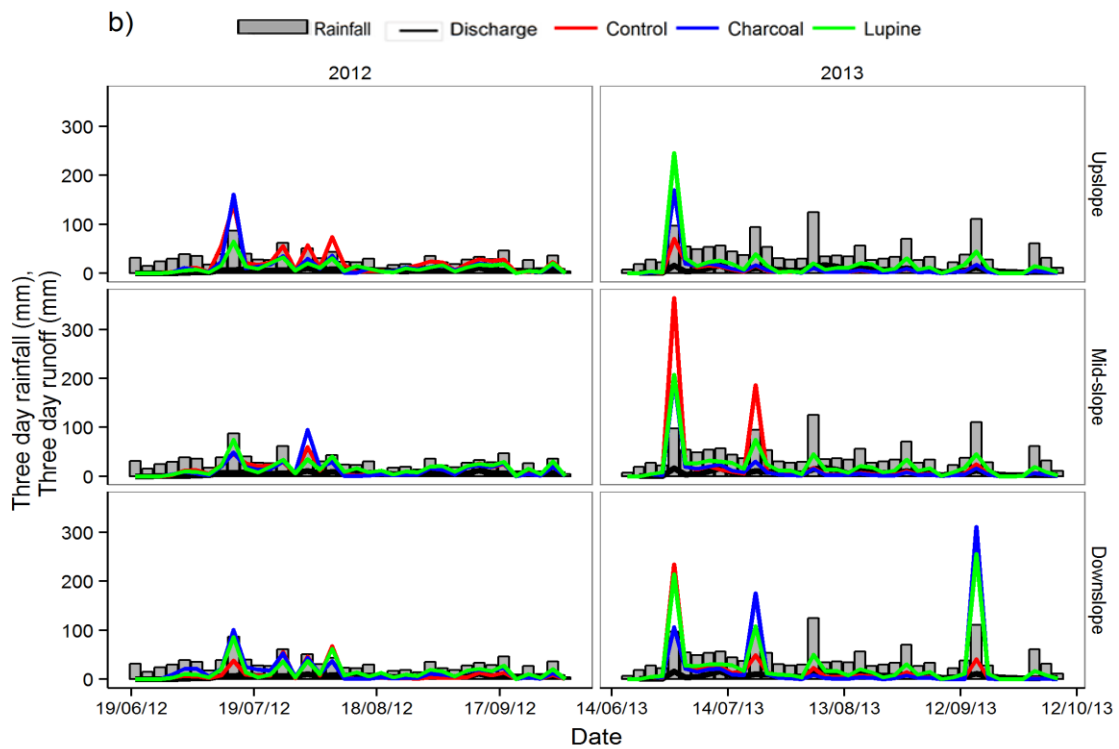 b)
Rainfall Discharge Control Charcoal Lupine
2012 2013
300
200
100
0
Upslope
300
200
100
0
Mid-slope
300
200
100
0
Downslope
Three day rainfall (mm),
Three day runoff (mm)
19/06/12 19/07/12 18/08/12 17/09/12 14/06/13 14/07/13 13/08/13 12/09/13 12/10/13
Date